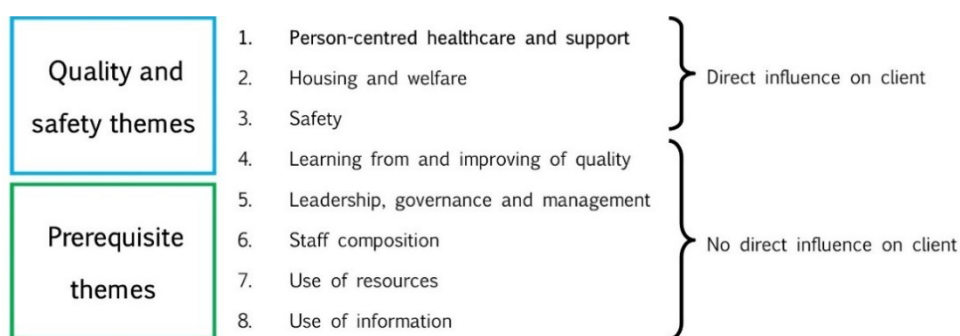 Quality and
safety themes
Prerequisite
themes
1. Person-centred healthcare and support
2. Housing and welfare
3. Safety
4. Learning from and improving of quality
5. Leadership, governance and management
6. Staff composition
7. Use of resources
8. Use of information
Direct influence on client
No direct influence on client